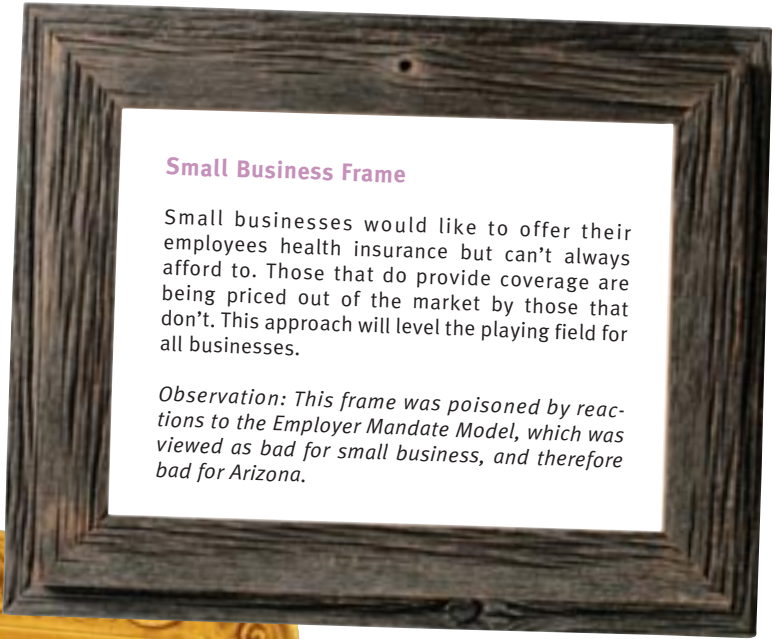 Small Business Frame
Small businesses would like to offer their
employees health insurance but can’t always
afford to. Those that do provide coverage are
being priced out of the market by those that
don’t. This approach will level the playing field for
all businesses.
Observation: This frame was poisoned by reac-
tions to the Employer Mandate Model, which was
viewed as bad for small business, and therefore
bad for Arizona.